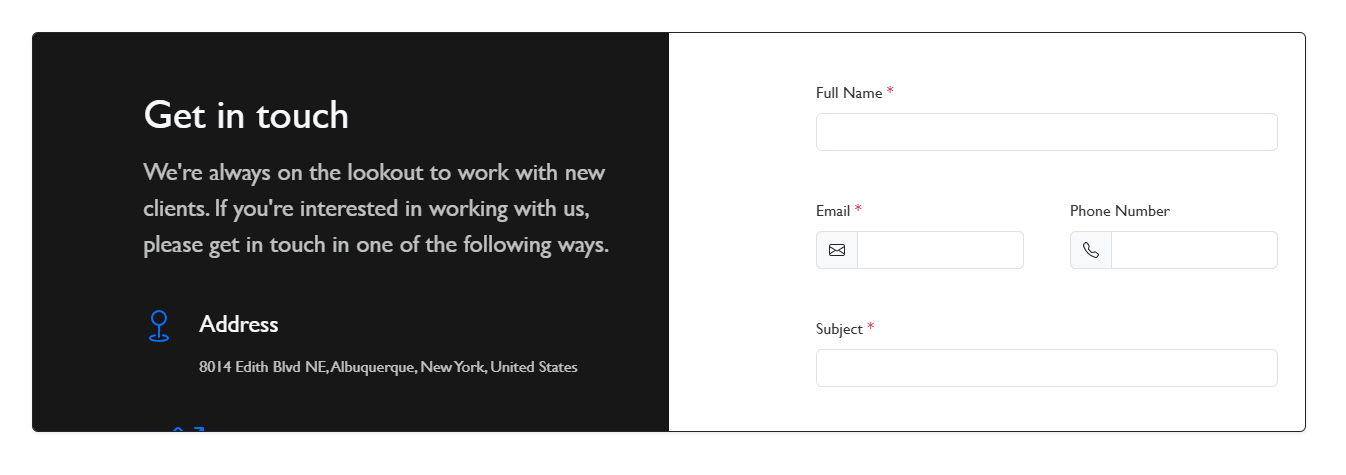 Get in touch
We're always on the lookout to work with new
clients. If you're interested in working with us,
please get in touch in one of the following ways.
Address
8014 Edith Blvd NE, Albuquerque, New York, United States
Full Name *
Email *
Phone Number
Subject *